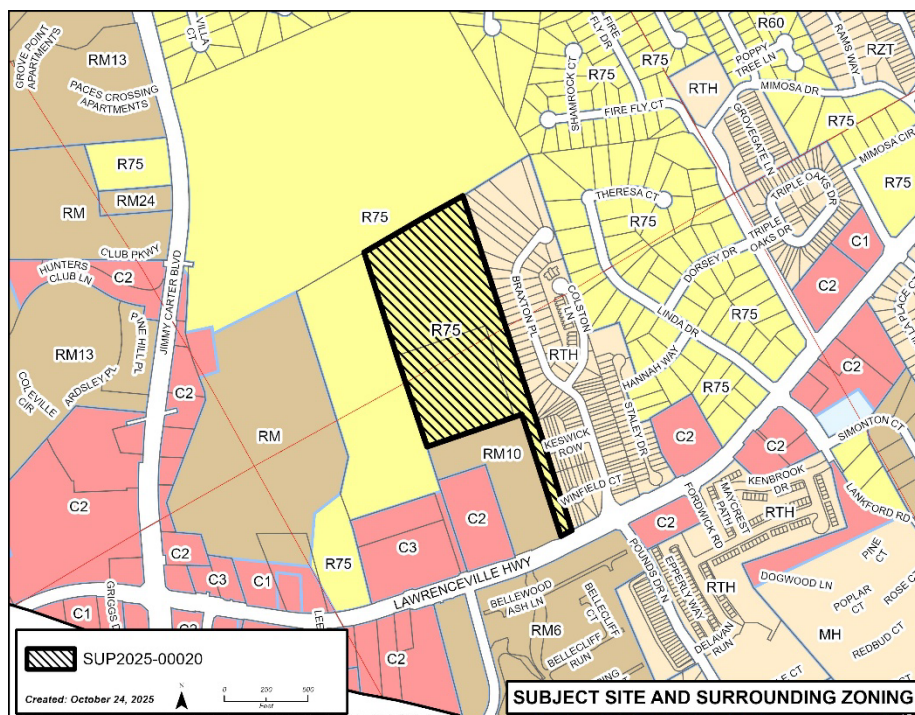 GROVE POINT
APARTMENTS
RM13
PACES CROSSING
APARTMENTS
VILLA
CT
SHAMROCK CT
FIRE
FLY DR
R75
R75
FIRE FLY CT
R60
POPPY
TREE LN
RAMS WAY
RZT
RTH
MIMOSA DR
GROVEGATE LN
R75
MIMOSA CIR
R75
R75
RM24
RM
CLUB PKWY
HUNTERS
CLUB LN
C2
JIMMY CARTER BLVD
PINE HILL PL
RM13
ARDSLEY PL
COLEVILLE
CIR
C2
R75
R75
THERESA CT
R75
TRIPLE OAKS
DR
TRIPLE
OAKS DR
DORSEY DR
C1
C2
BRAXTON PL
COLSTON
LN
LINDA DR
R75
RTH
HANNAH WAY
R75
STALEY DR
KESWICK
ROW
WINFIELD CT
RM
RM10
C2
C2
C2
C2
SIMONTON CT
KENBROOK
DR
LANKFORD RD
C2
C3
C2
R75
C2
C3
C1
LAWRENCEVILLE HWY
C2
FORDWICK RD
MAYCREST
PATH
RTH
C1
GRIGGS
C2
BELLEWOOD
ASH LN
BELLECLIFF
CT
BELLECLIFF
RUN
RM6
POUNDS DR N
EPPERLY WAY
RTH
DELAVAN
RUN
DOGWOOD LN
PINE
CT
POPLAR
CT
ROSE
MH
REDBUD CT
SUP2025-00020
Created: October 24, 2025
N
0
200
Feet
SUBJECT SITE AND SURROUNDING ZONING